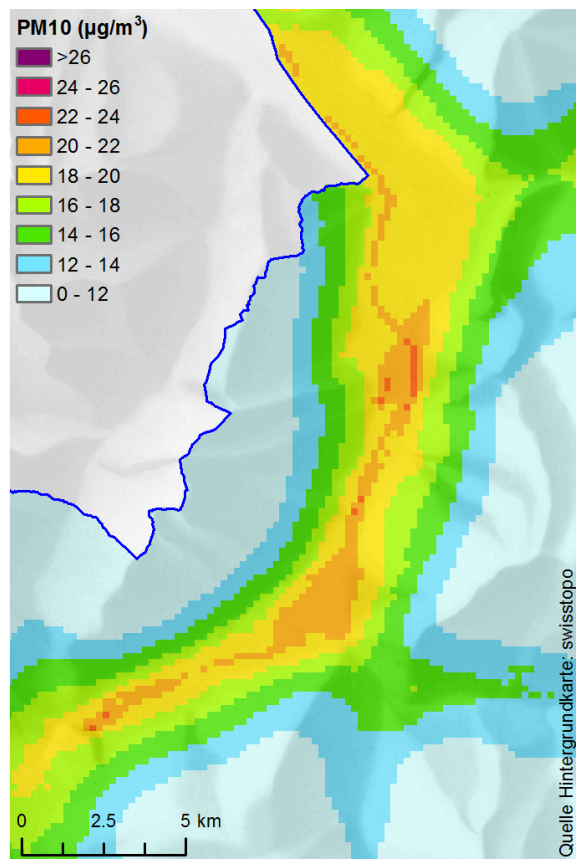 PM10 (µg/m³)
>26
24 - 26
22 - 24
20 - 22
18 - 20
16 - 18
14 - 16
12 - 14
0 - 12
Quelle Hintergrundkarte: swisstopo
0 2.5 5 km